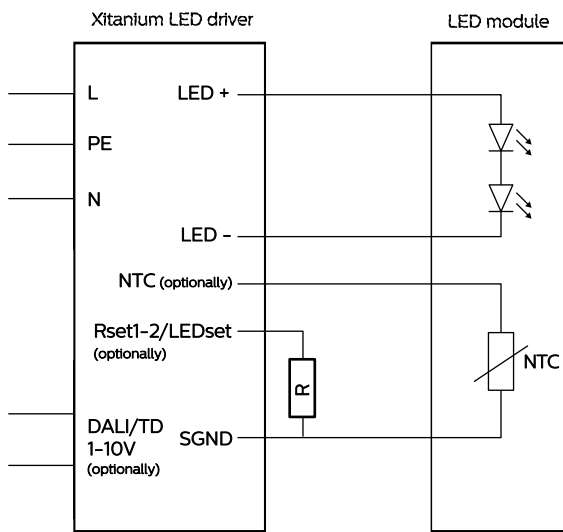 Xitanium LED driver
LED module
L
LED +
PE
N
LED -
NTC (optionally)
Rset1-2/LEDset
(optionally)
R
NTC
DALI/TD
1-10V
(optionally)
SGND